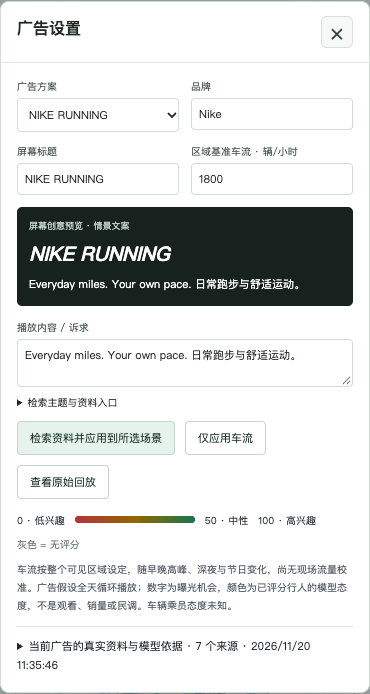 广告设置
广告方案
品牌
NIKE RUNNING
Nike
屏幕标题
区域基准车流 · 辆/小时
NIKE RUNNING
1800
屏幕创意预览 · 情景文案
NIKE RUNNING
Everyday miles. Your own pace. 日常跑步与舒适运动。
播放内容 / 诉求
Everyday miles. Your own pace. 日常跑步与舒适运动。
检索主题与资料入口
检索资料并应用到所选场景
仅应用车流
查看原始回放
0 · 低兴趣
50 · 中性
100 · 高兴趣
灰色 = 无评分
车流按整个可见区域设定，随早晚高峰、深夜与节日变化，尚无现场流量校
准。广告假设全天循环播放；数字为曝光机会，颜色为已评分行人的模型态
度，不是观看、销量或民调。车辆乘员态度未知。
当前广告的真实资料与模型依据 · 7 个来源 · 2026/11/20
11:35:46